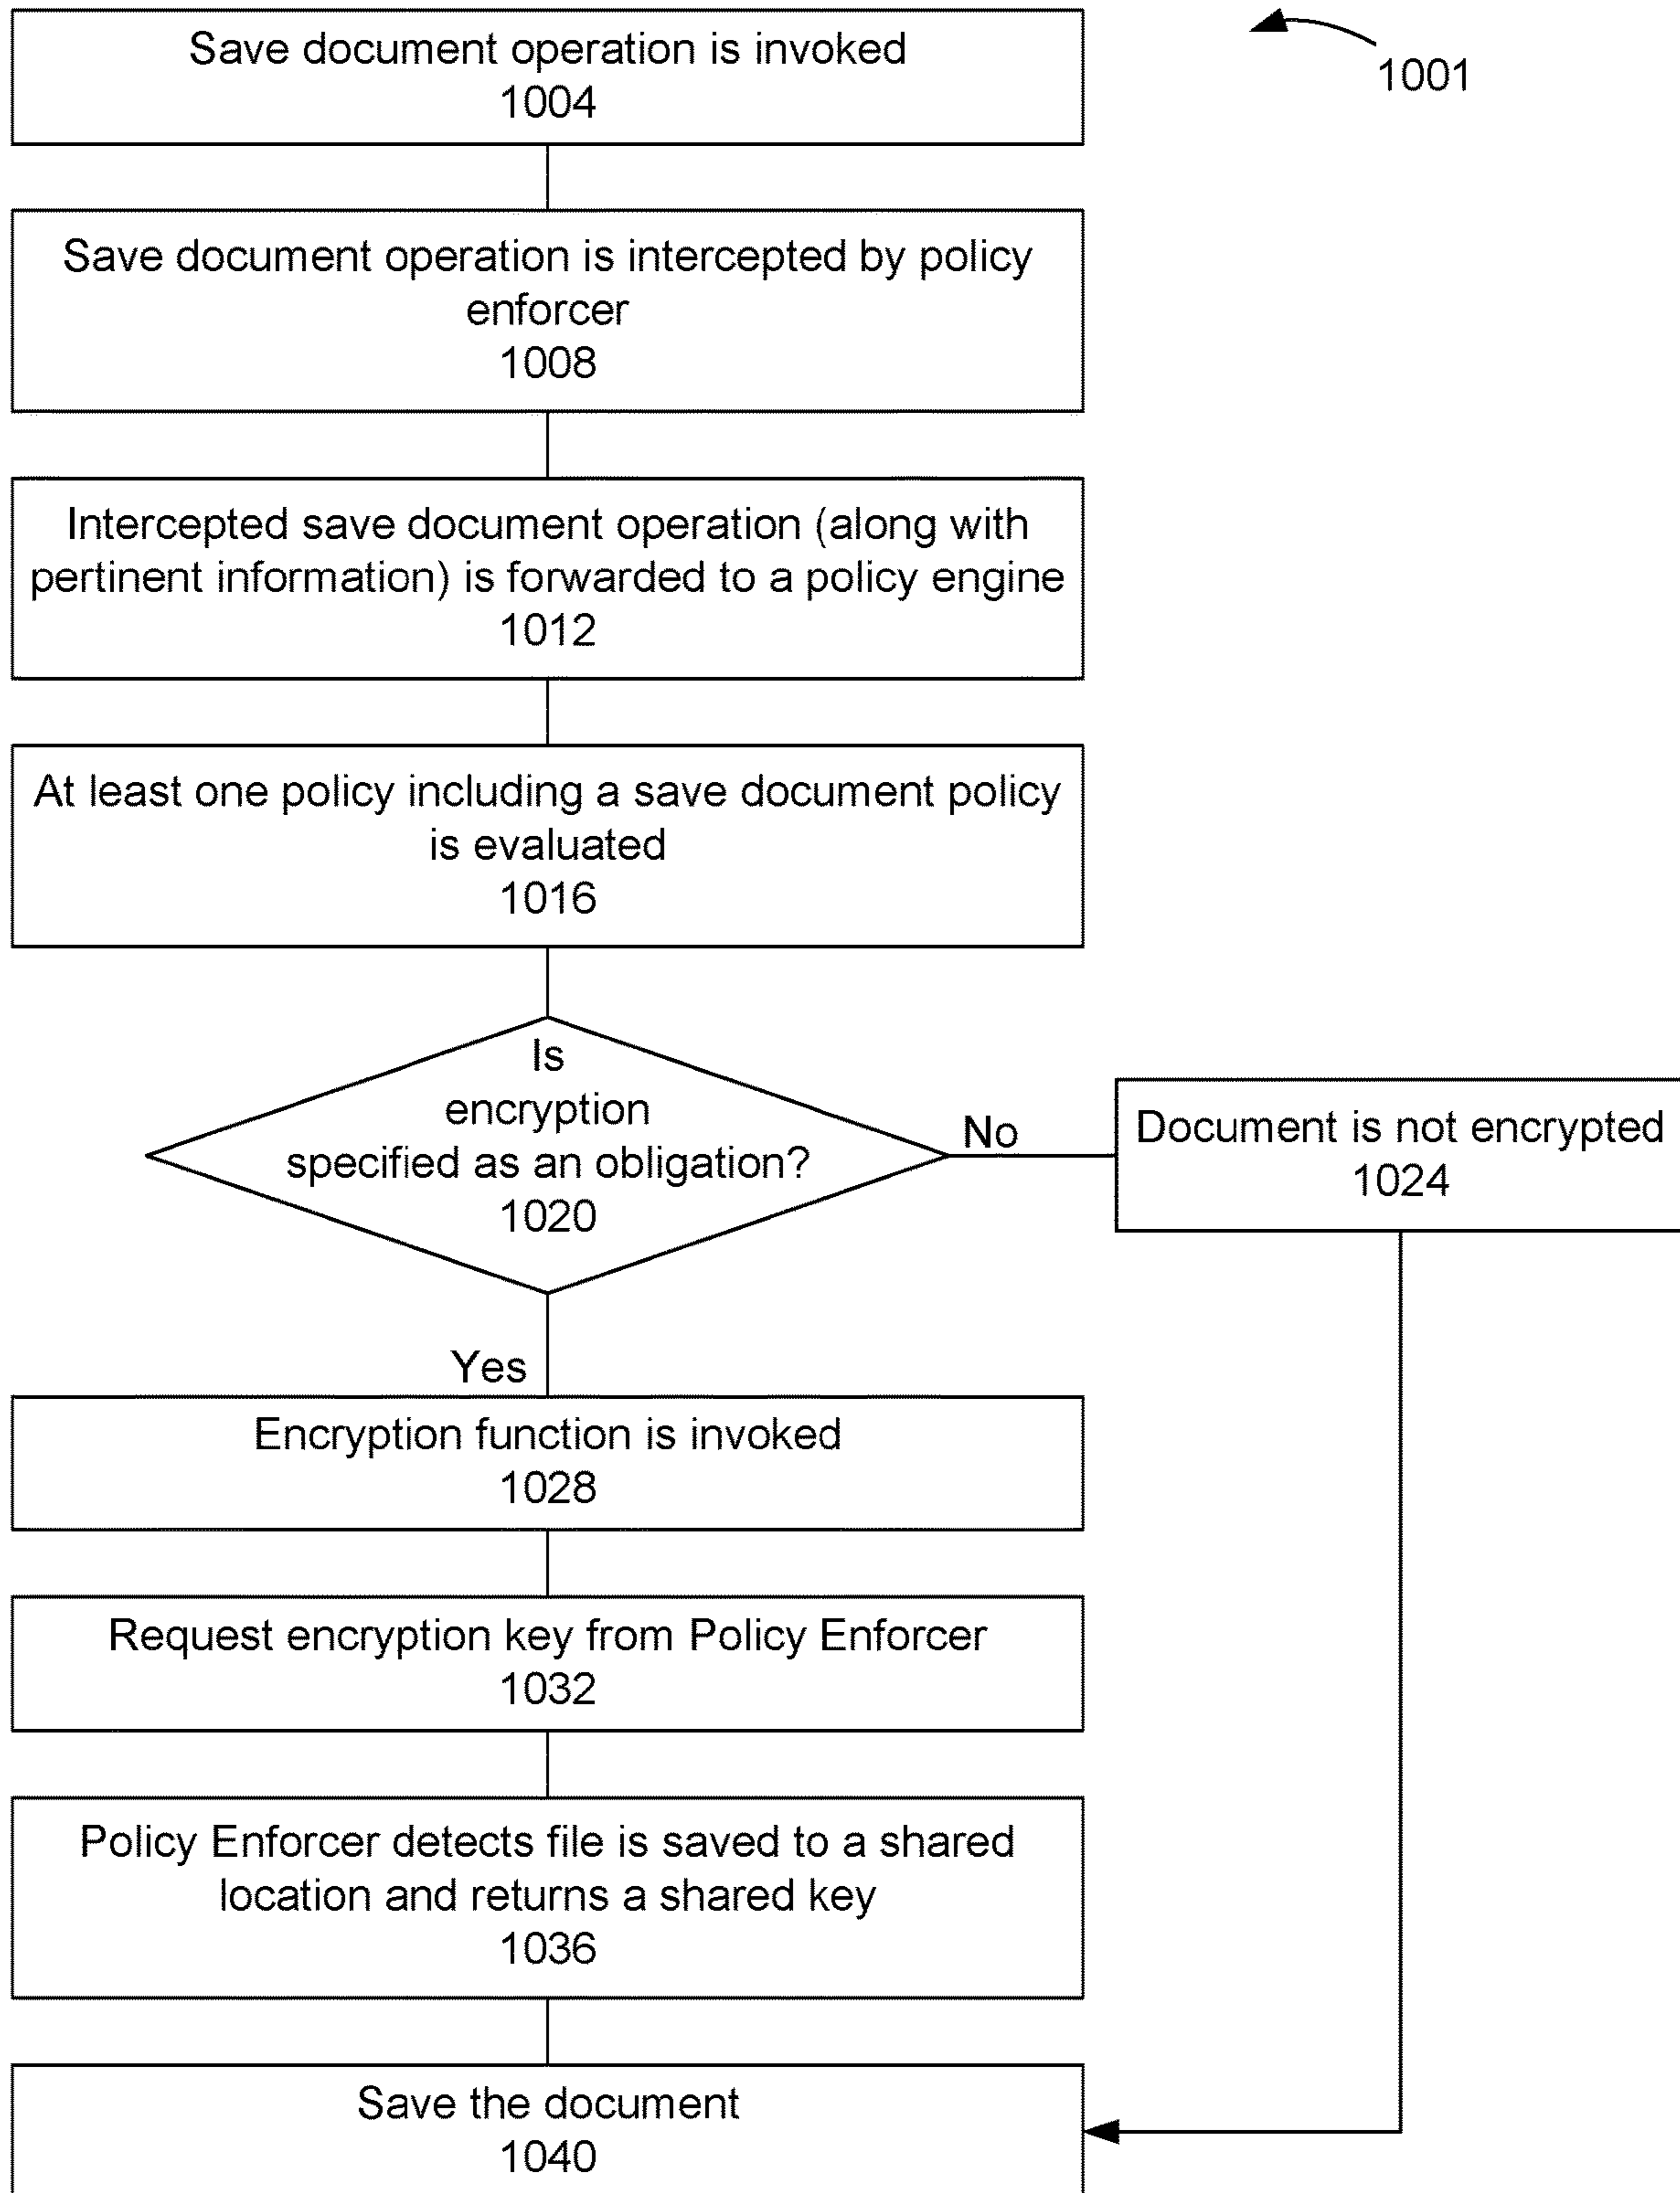 Save document operation is invoked
1004
1001
Save document operation is intercepted by policy
enforcer
1008
Intercepted save document operation (along with
pertinent information) is forwarded to a policy engine
1012
At least one policy including a save document policy
is evaluated
1016
Is
encryption
specified as an obligation?
1020
No
Document is not encrypted
1024
Yes
Encryption function is invoked
1028
Request encryption key from Policy Enforcer
1032
Policy Enforcer detects file is saved to a shared
location and returns a shared key
1036
Save the document
1040